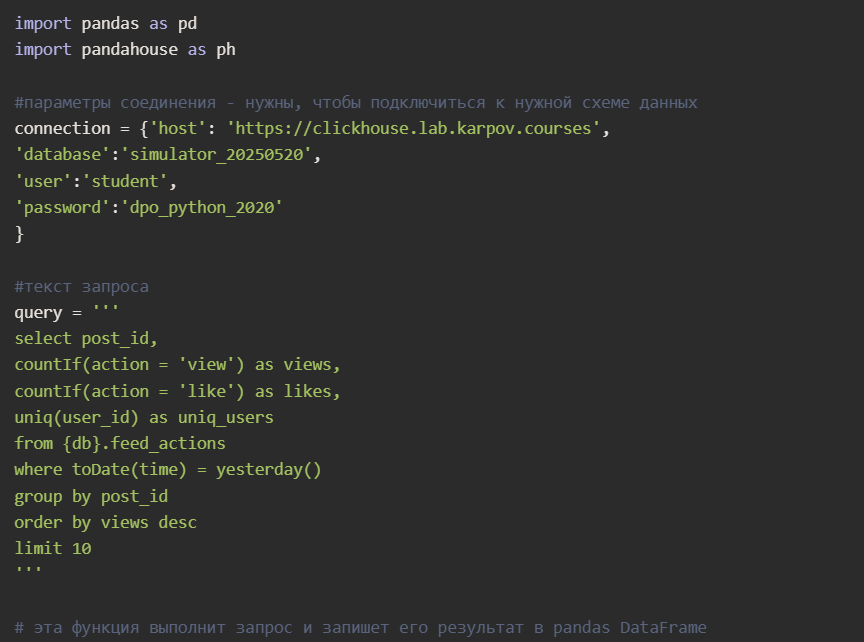 import pandas as pd
import pandahouse as ph
#параметры соединения - нужны, чтобы подключиться к нужной схеме данных
connection = {'host': 'https://clickhouse.lab.karpov.courses',
'database':'simulator_20250520',
'user':'student',
'password':'dpo_python_2020'
}
#текст запроса
query = '''
select post_id,
countIf(action = 'view') as views,
countIf(action = 'like') as likes,
uniq(user_id) as uniq_users
from {db}.feed_actions
where toDate(time) = yesterday()
group by post_id
order by views desc
limit 10
'''
# эта функция выполнит запрос и запишет его результат в pandas DataFrame